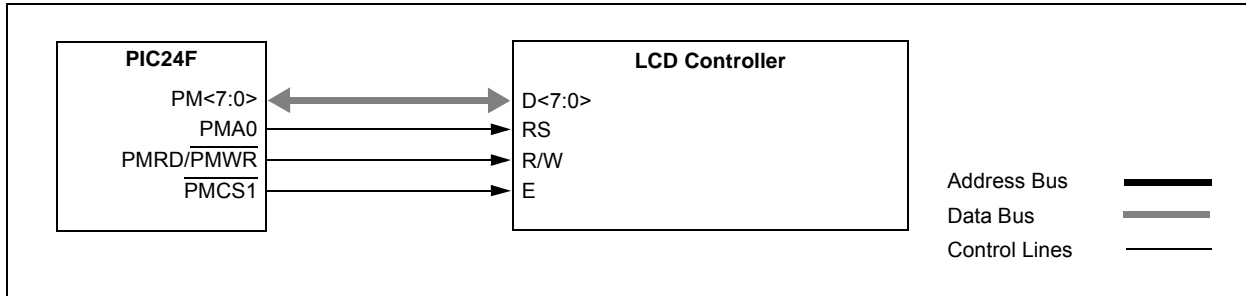 PIC24F
PM<7:0>
PMA0
PMRD/PMWR
PMCS1
LCD Controller
D<7:0>
RS
R/W
E
Address Bus
Data Bus
Control Lines